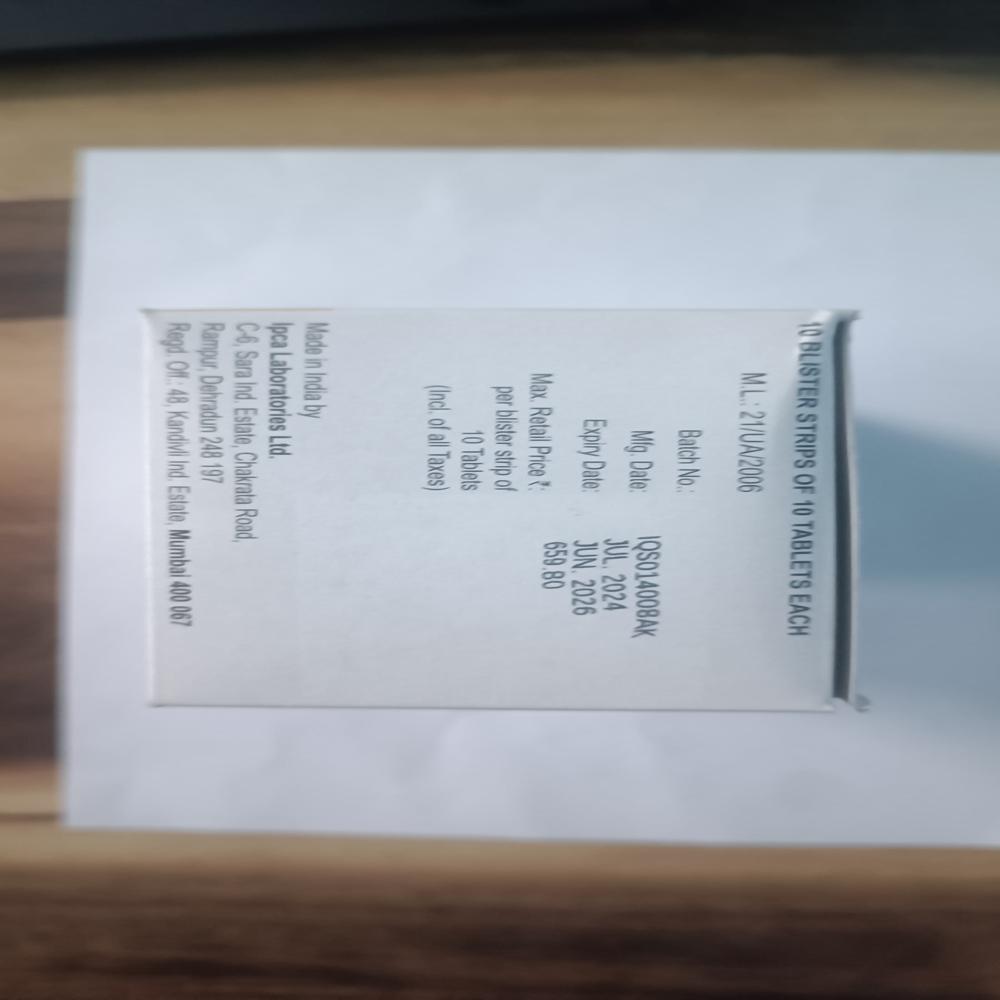 10 BLISTER STRIPS OF 10 TABLETS EACH
M.L.: 21/UA/2006
Batch No.: IQS014008AK
Mfg. Date: JUL. 2024
Expiry Date: JUN. 2026
Max. Retail Price ₹: 659.80
per blister strip of
10 Tablets
(Incl. of all Taxes)
Made in India by
Ipca Laboratories Ltd.
C-6, Sara Ind. Estate, Chakrata Road,
Rampur, Dehradun 248 197
Regd. Off.: 48, Kandivli Ind. Estate, Mumbai 400 067